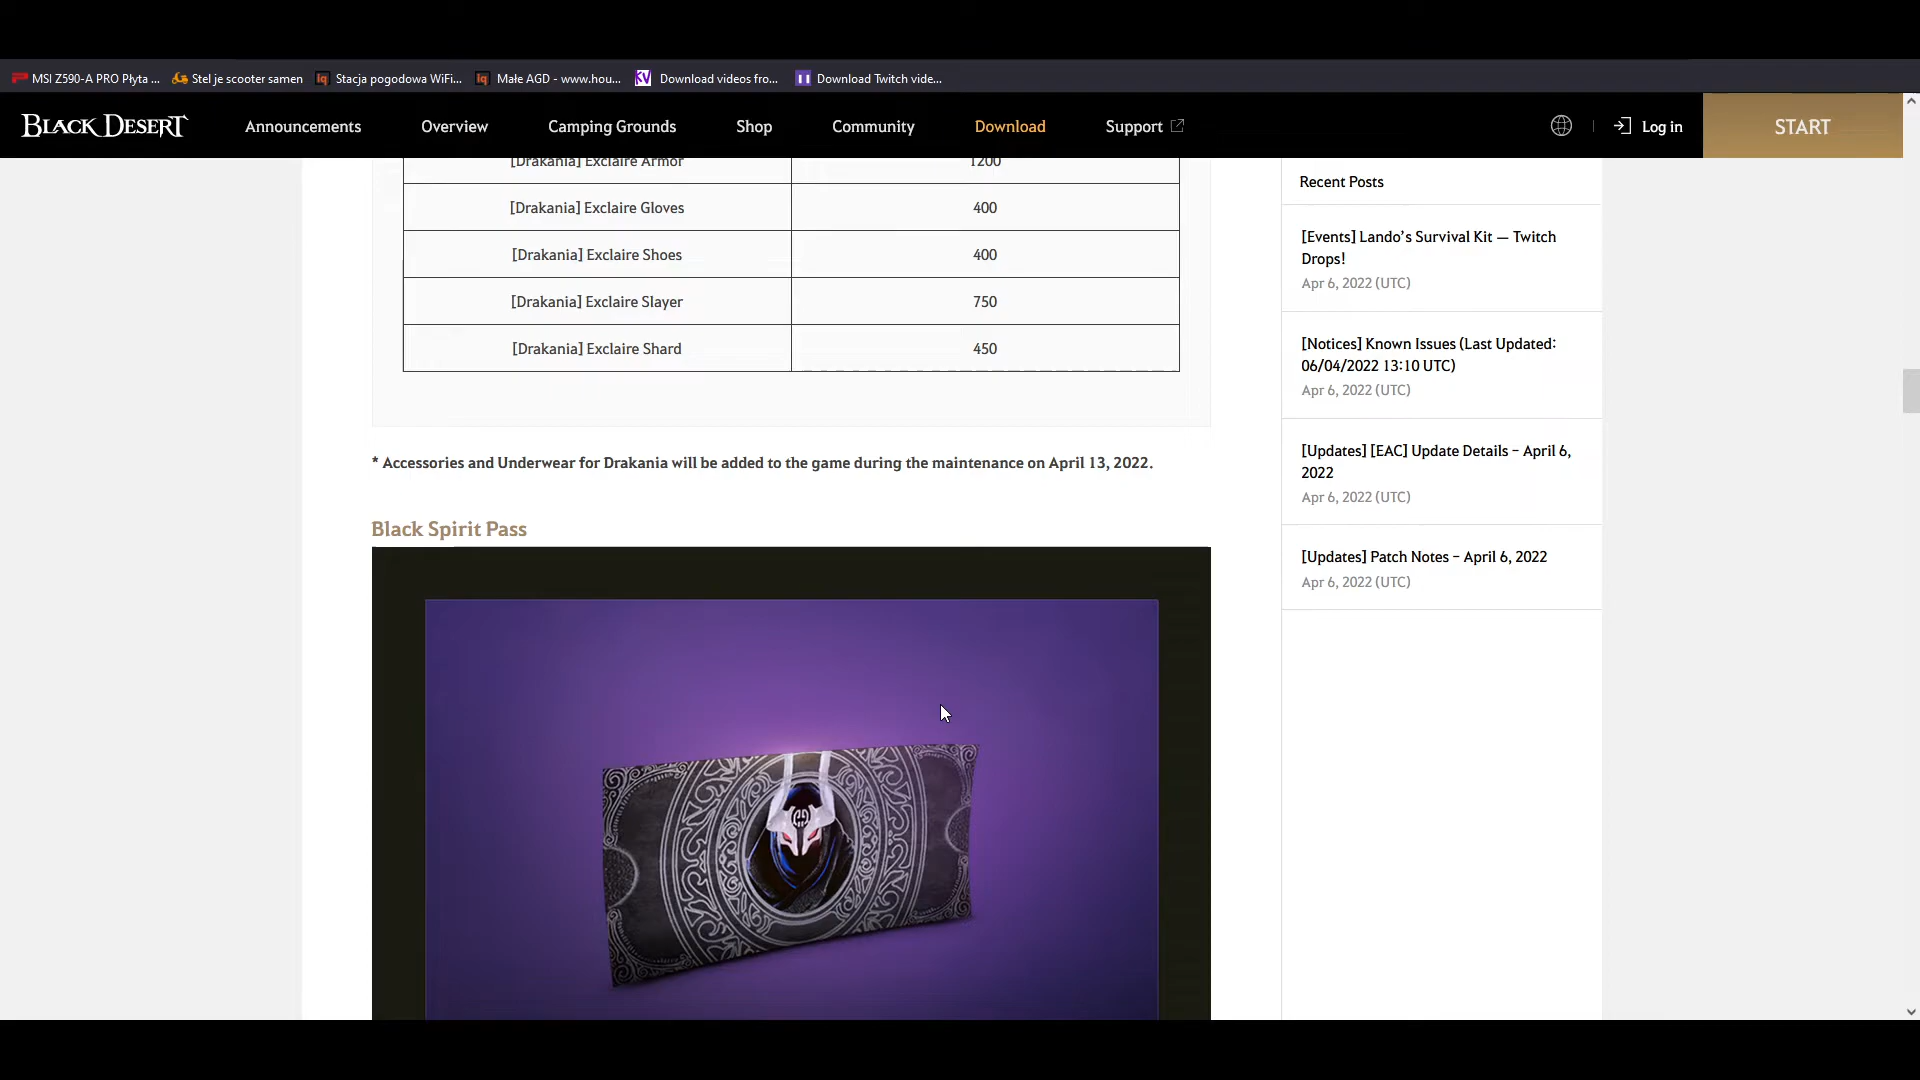 MSI Z590-A PRO Płyta ... Stel je scooter samen Stacja pogodowa WiFi... Małe AGD - www.hou... Download videos fro... Download Twitch vide...
BLACK DESERT Announcements Overview Camping Grounds Shop Community Download Support Log in START
[Drakania] Exclaire Armor 1200
[Drakania] Exclaire Gloves 400
[Drakania] Exclaire Shoes 400
[Drakania] Exclaire Slayer 750
[Drakania] Exclaire Shard 450
* Accessories and Underwear for Drakania will be added to the game during the maintenance on April 13, 2022.
Black Spirit Pass
Recent Posts
[Events] Lando’s Survival Kit — Twitch
Drops!
Apr 6, 2022 (UTC)
[Notices] Known Issues (Last Updated:
06/04/2022 13:10 UTC)
Apr 6, 2022 (UTC)
[Updates] [EAC] Update Details – April 6,
2022
Apr 6, 2022 (UTC)
[Updates] Patch Notes – April 6, 2022
Apr 6, 2022 (UTC)